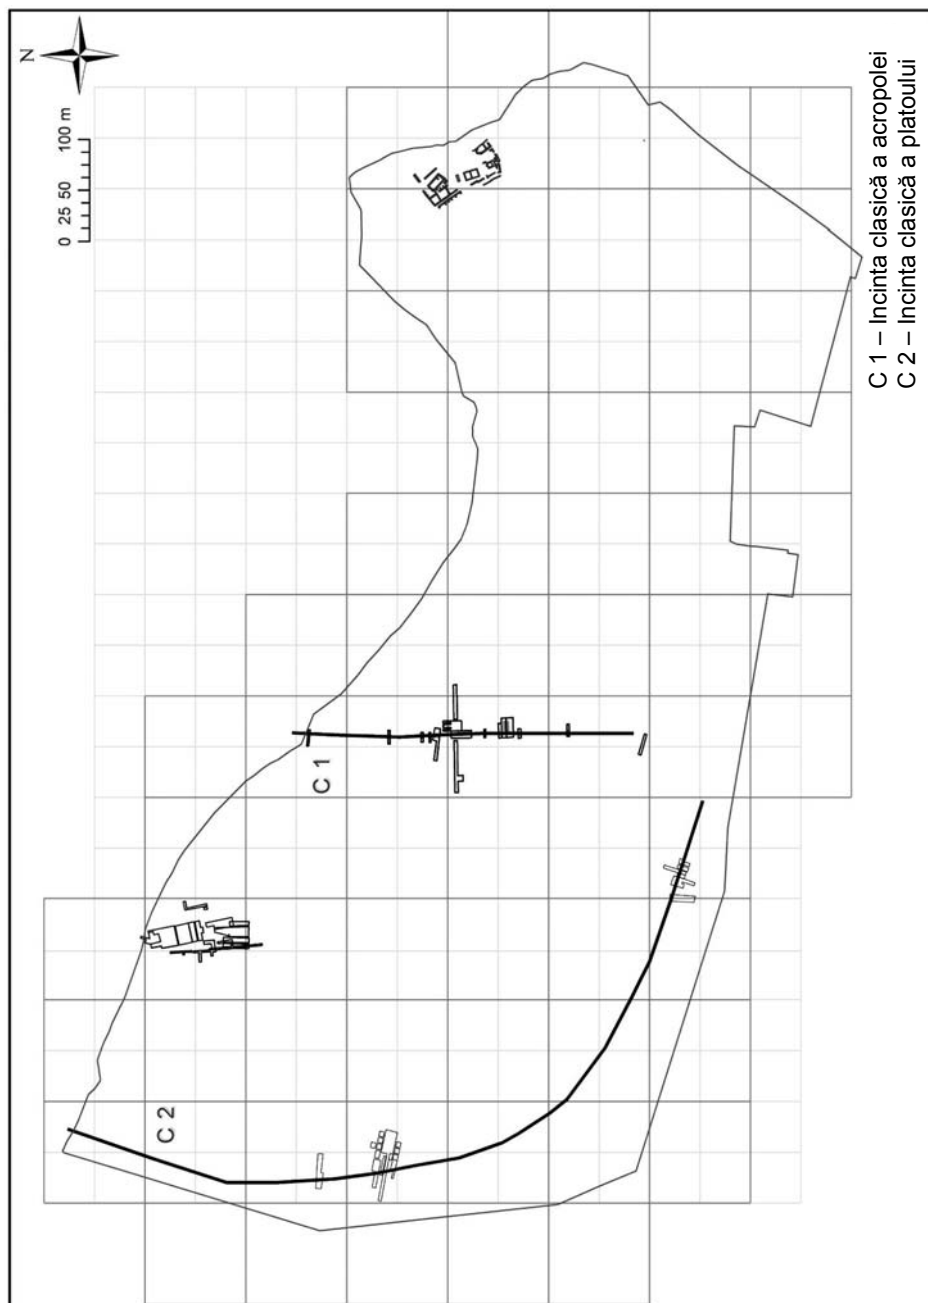 N
0 25 50 100 m
C 1
C 2
C 1 – Incinta clasică a acropolei
C 2 – Incinta clasică a platoului